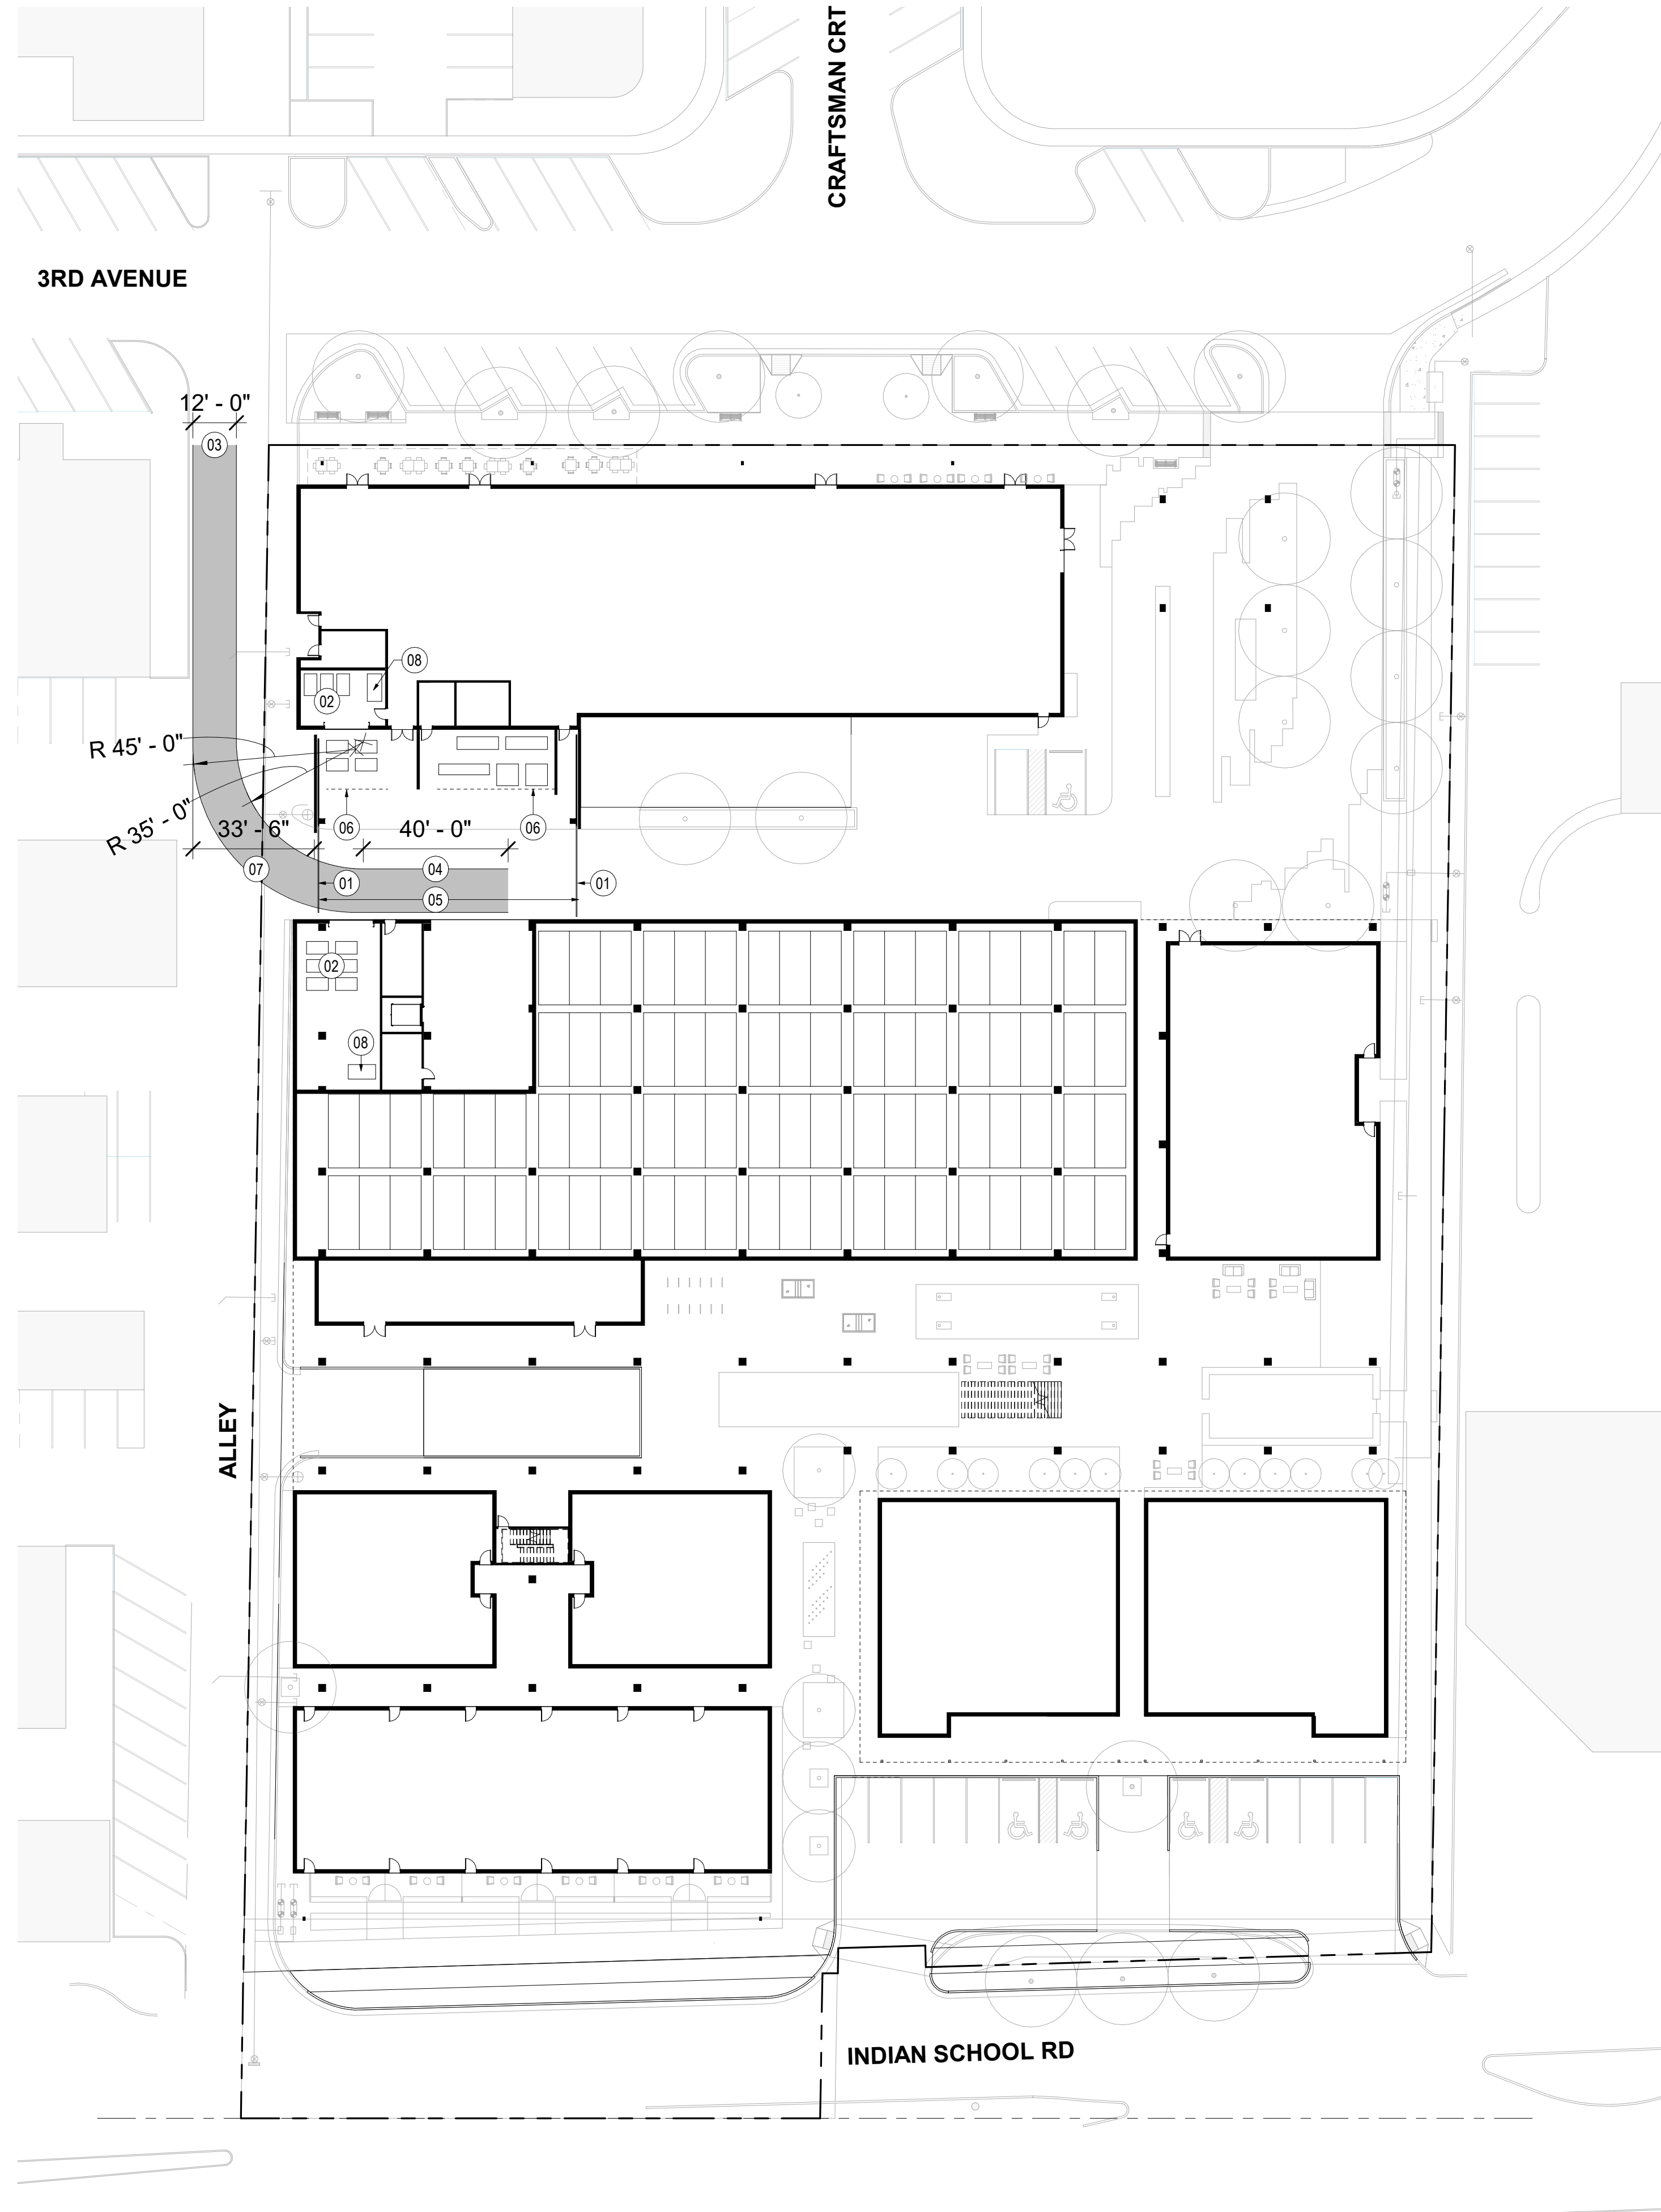 CRAFTSMAN CRT
3RD AVENUE
12' - 0"
03
08
02
R 45' - 0"
R 35' - 0"
33' - 6"
06
40' - 0"
06
07
04
01
01
05
02
08
ALLEY
INDIAN SCHOOL RD